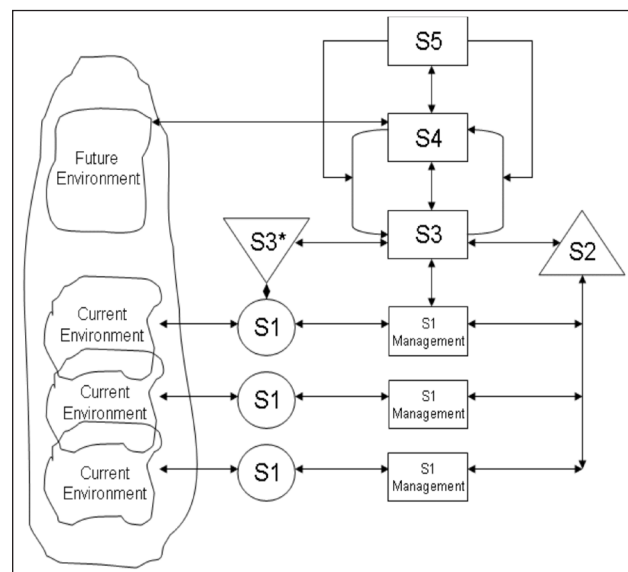 S5
S4
Future
Environment
S3*
S3
S2
Current
Environment
S1
S1
Management
Current
Environment
S1
S1
Management
Current
Environment
S1
S1
Management